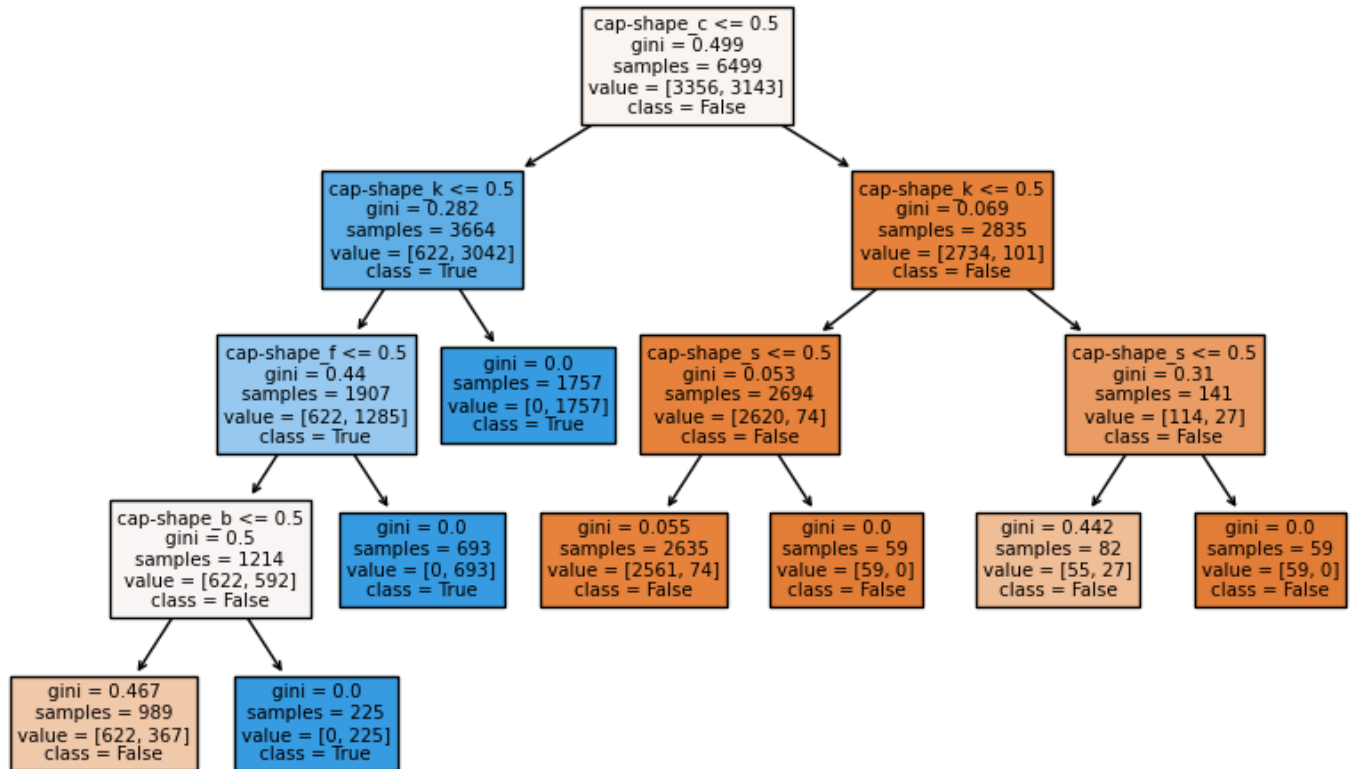 cap-shape_c <= 0.5
gini = 0.499
samples = 6499
value = [3356, 3143]
class = False
cap-shape_k <= 0.5
gini = 0.282
samples = 3664
value = [622, 3042]
class = True
cap-shape_k <= 0.5
gini = 0.069
samples = 2835
value = [2734, 101]
class = False
cap-shape_f <= 0.5
gini = 0.44
samples = 1907
value = [622, 1285]
class = True
gini = 0.0
samples = 1757
value = [0, 1757]
class = True
cap-shape_s <= 0.5
gini = 0.053
samples = 2694
value = [2620, 74]
class = False
cap-shape_s <= 0.5
gini = 0.31
samples = 141
value = [114, 27]
class = False
cap-shape_b <= 0.5
gini = 0.5
samples = 1214
value = [622, 592]
class = False
gini = 0.0
samples = 693
value = [0, 693]
class = True
gini = 0.055
samples = 2635
value = [2561, 74]
class = False
gini = 0.0
samples = 59
value = [59, 0]
class = False
gini = 0.442
samples = 82
value = [55, 27]
class = False
gini = 0.0
samples = 59
value = [59, 0]
class = False
gini = 0.467
samples = 989
value = [622, 367]
class = False
gini = 0.0
samples = 225
value = [0, 225]
class = True